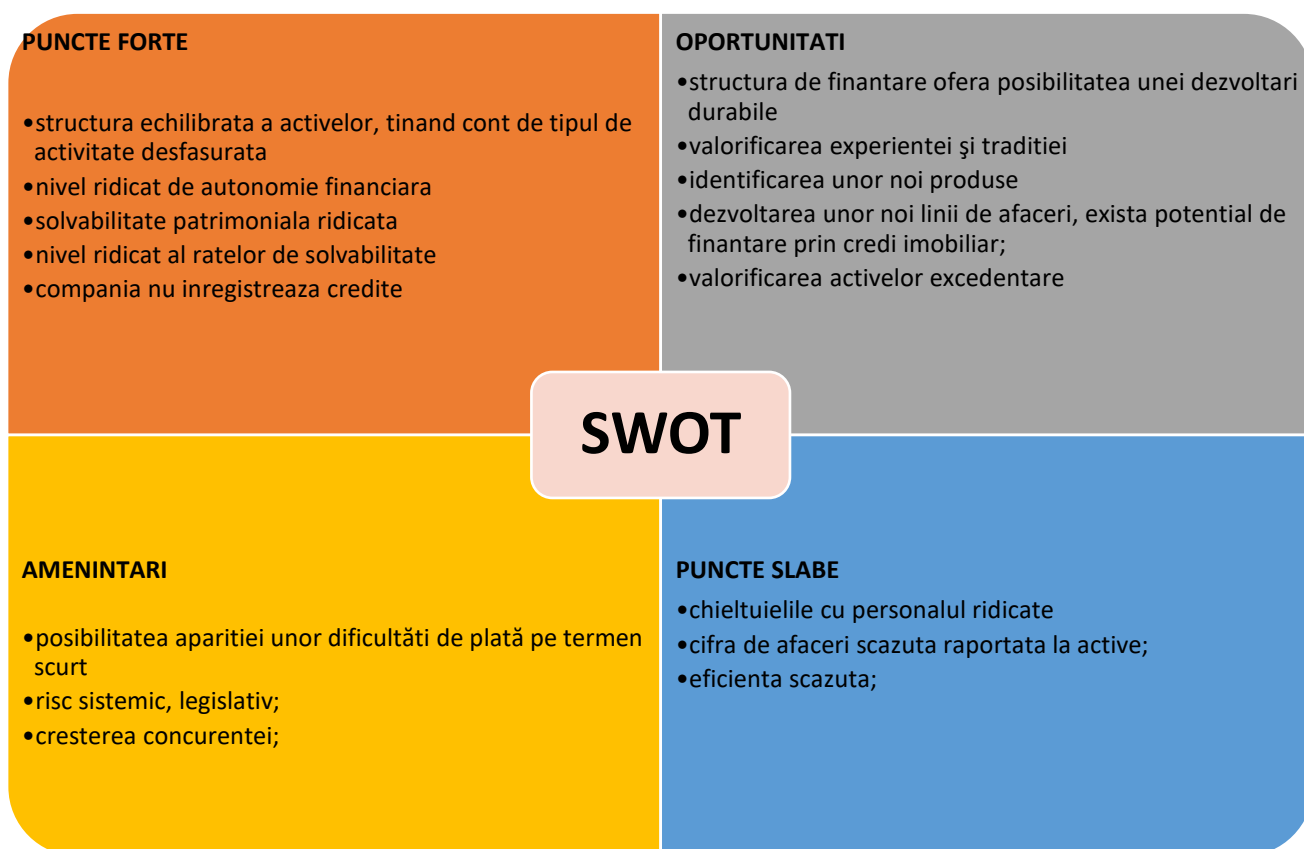 PUNCTE FORTE
•structura echilibrata a activelor, tinand cont de tipul de
activitate desfasurata
•nivel ridicat de autonomie financiara
•solvabilitate patrimoniala ridicata
•nivel ridicat al ratelor de solvabilitate
•compania nu inregistreaza credite
OPORTUNITATI
•structura de finantare ofera posibilitatea unei dezvoltari
durabile
•valorificarea experientei şi traditiei
•identificarea unor noi produse
•dezvoltarea unor noi linii de afaceri, exista potential de
finantare prin credi imobiliar;
•valorificarea activelor excedentare
SWOT
AMENINTARI
•posibilitatea aparitiei unor dificultăti de plată pe termen
scurt
•risc sistemic, legislativ;
•cresterea concurentei;
PUNCTE SLABE
•chieltuielile cu personalul ridicate
•cifra de afaceri scazuta raportata la active;
•eficienta scazuta;